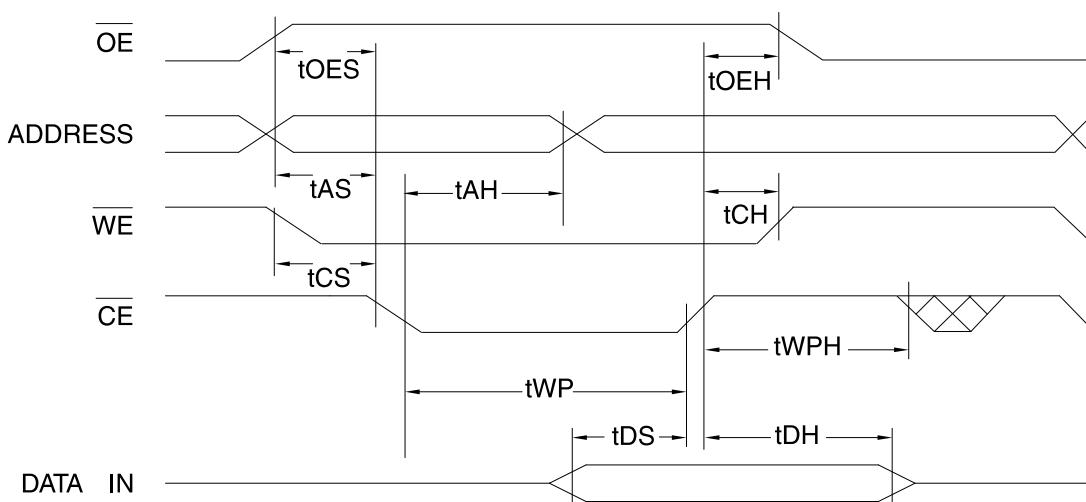 OE
tOES
tOEH
ADDRESS
tAS
tAH
tCH
WE
tCS
CE
tWPH
tWP
tDS
tDH
DATA IN